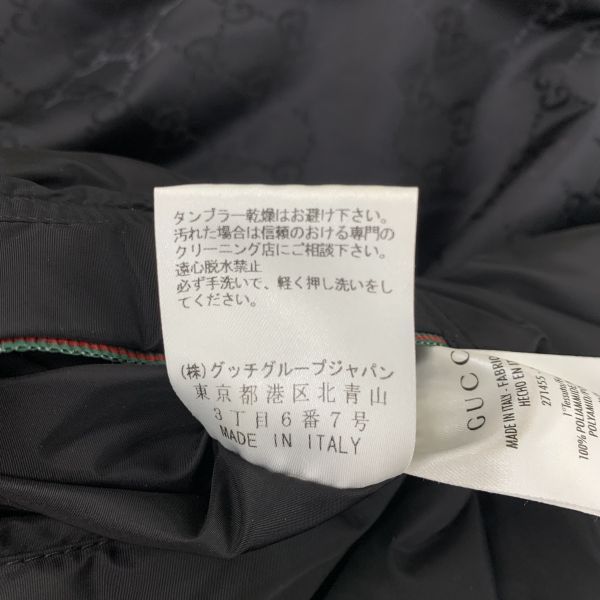 タンブラー乾燥はお避け下さい。
汚れた場合は信頼のおける専門の
クリーニング店にご相談下さい。
遠心脱水禁止
必ず手洗いで、軽く押し洗いをし
てください。
(株)グッチグループジャパン
東京都港区北青山
3丁目6番7号
MADE IN ITALY
GUCCI
MADE IN ITALY - FABRIC
HECHO EN IT
271455
1°Tessuto/F
100% POLIAMIDE/
POLYAMID/P